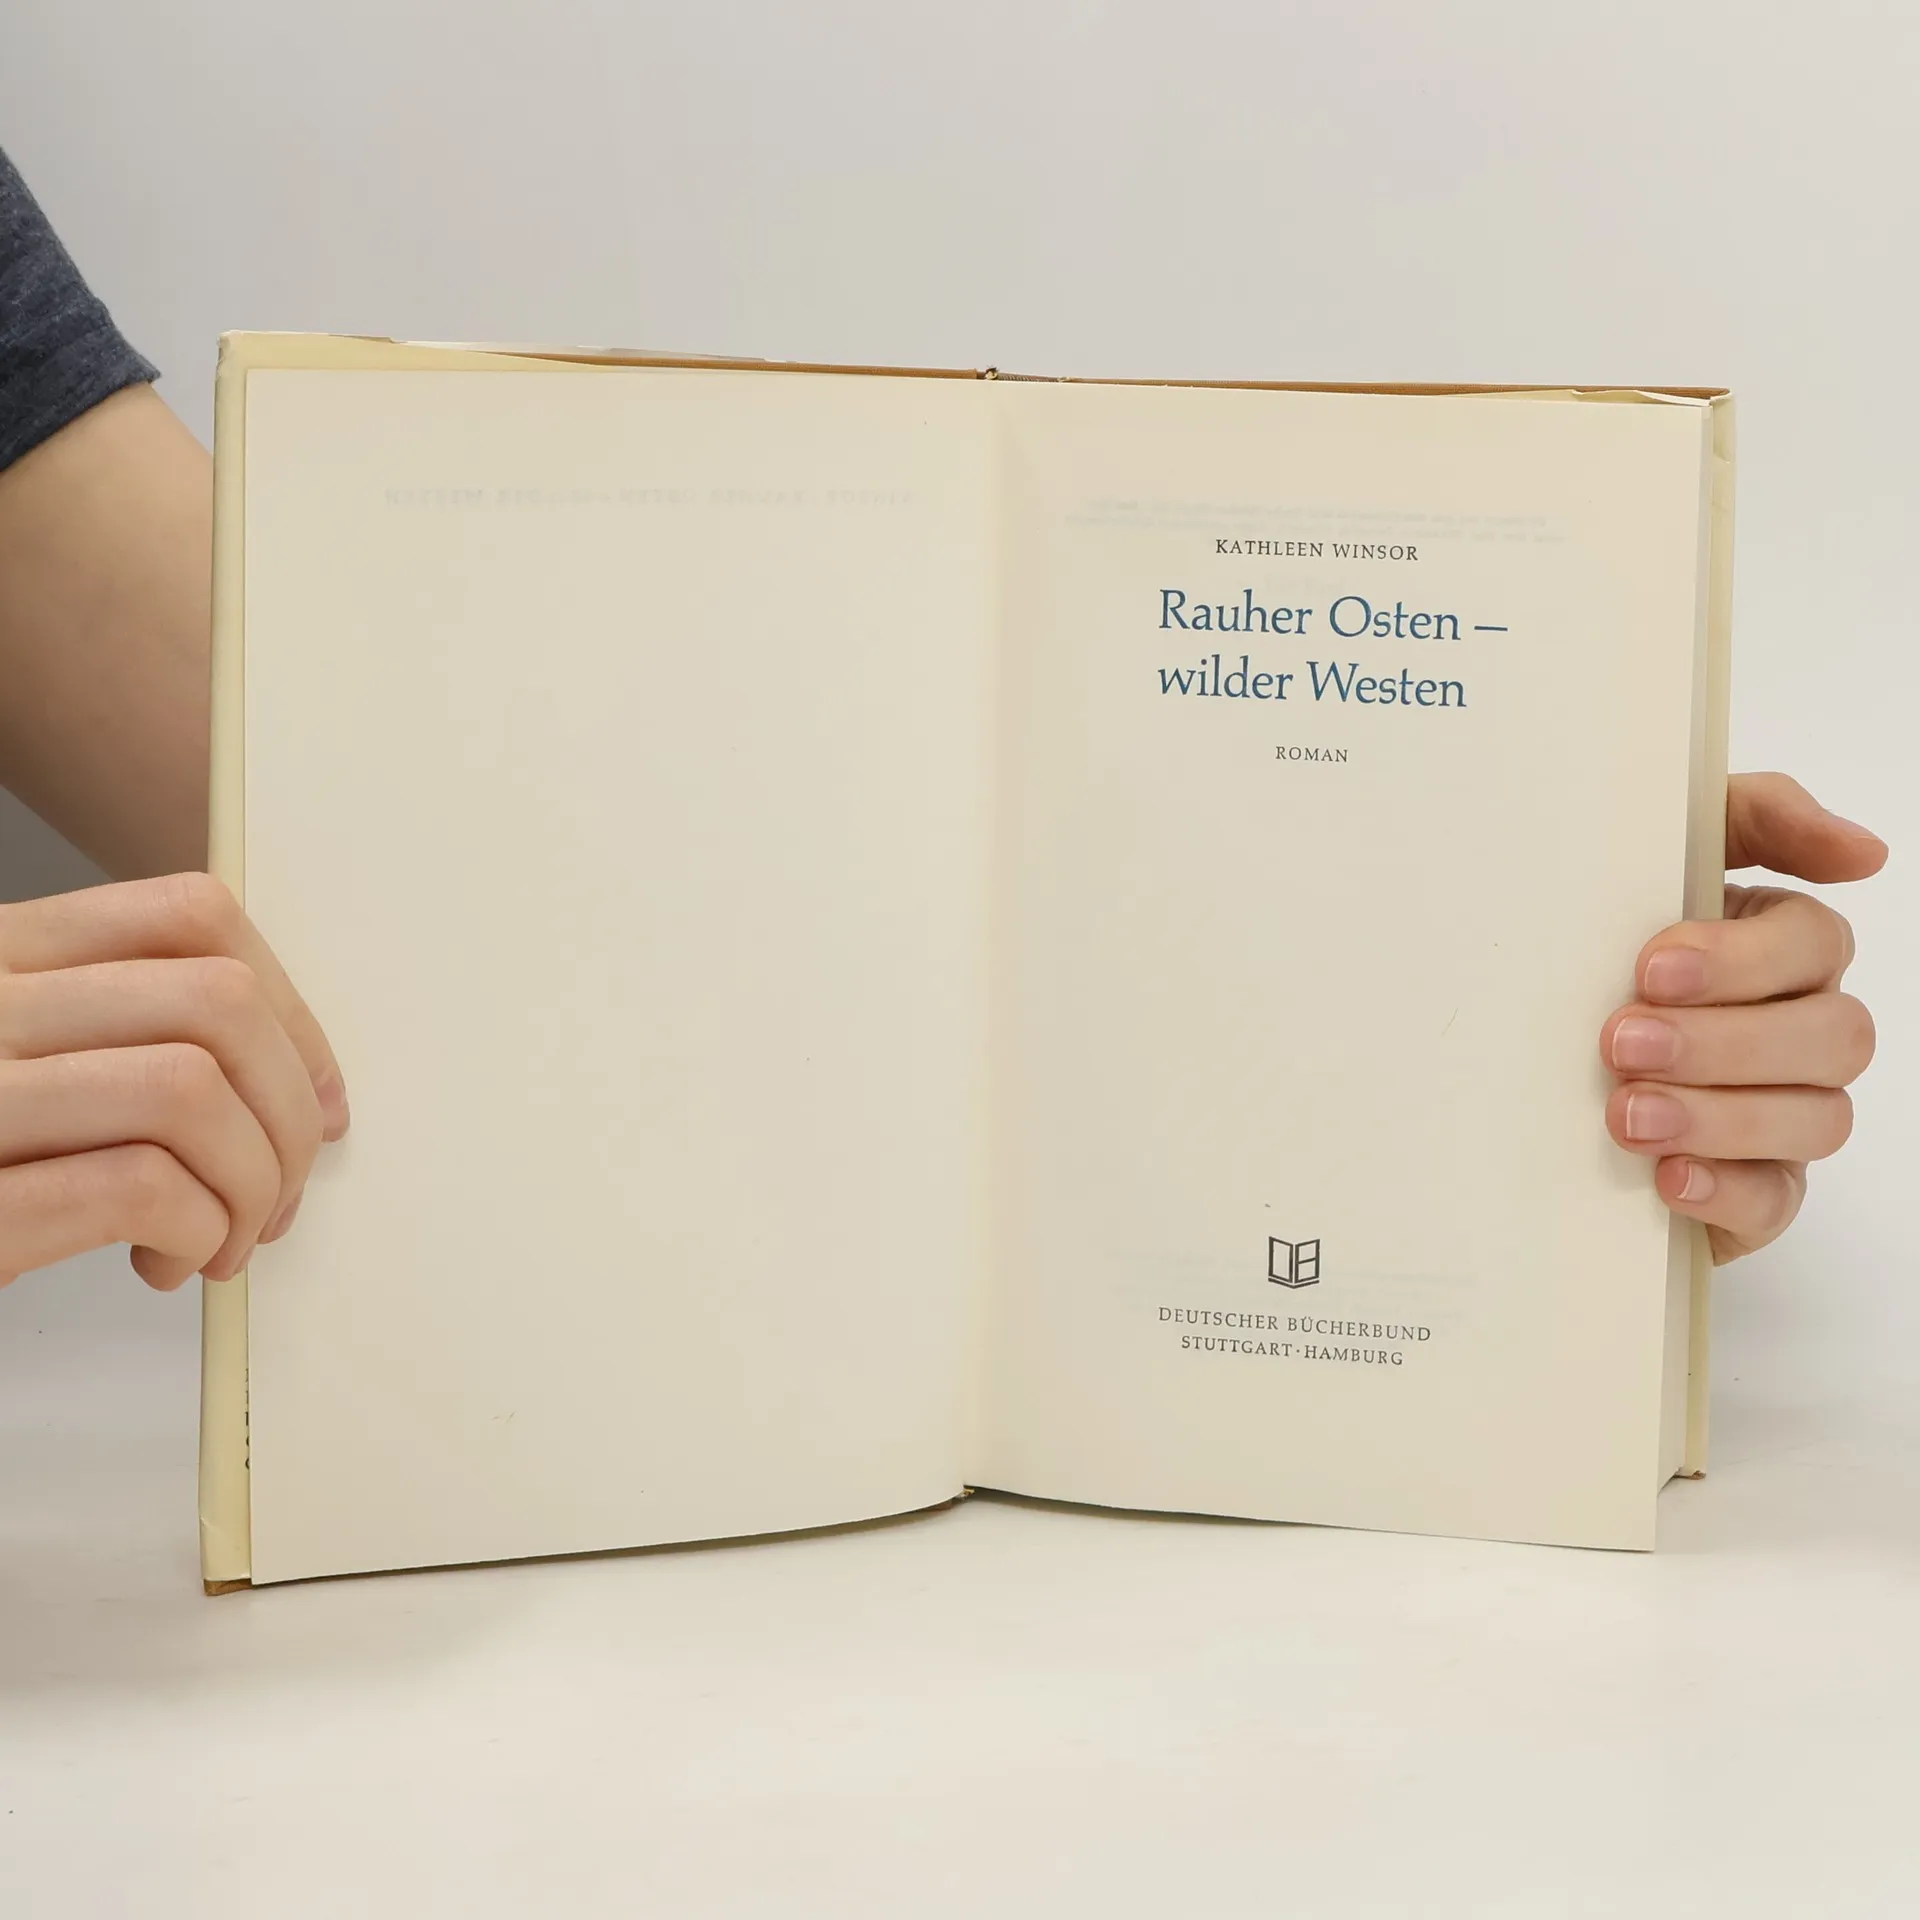 KATHLEEN WINSOR
Rauher Osten —
wilder Westen
ROMAN
DEUTSCHER BÜCHERBUND
STUTTGART · HAMBURG